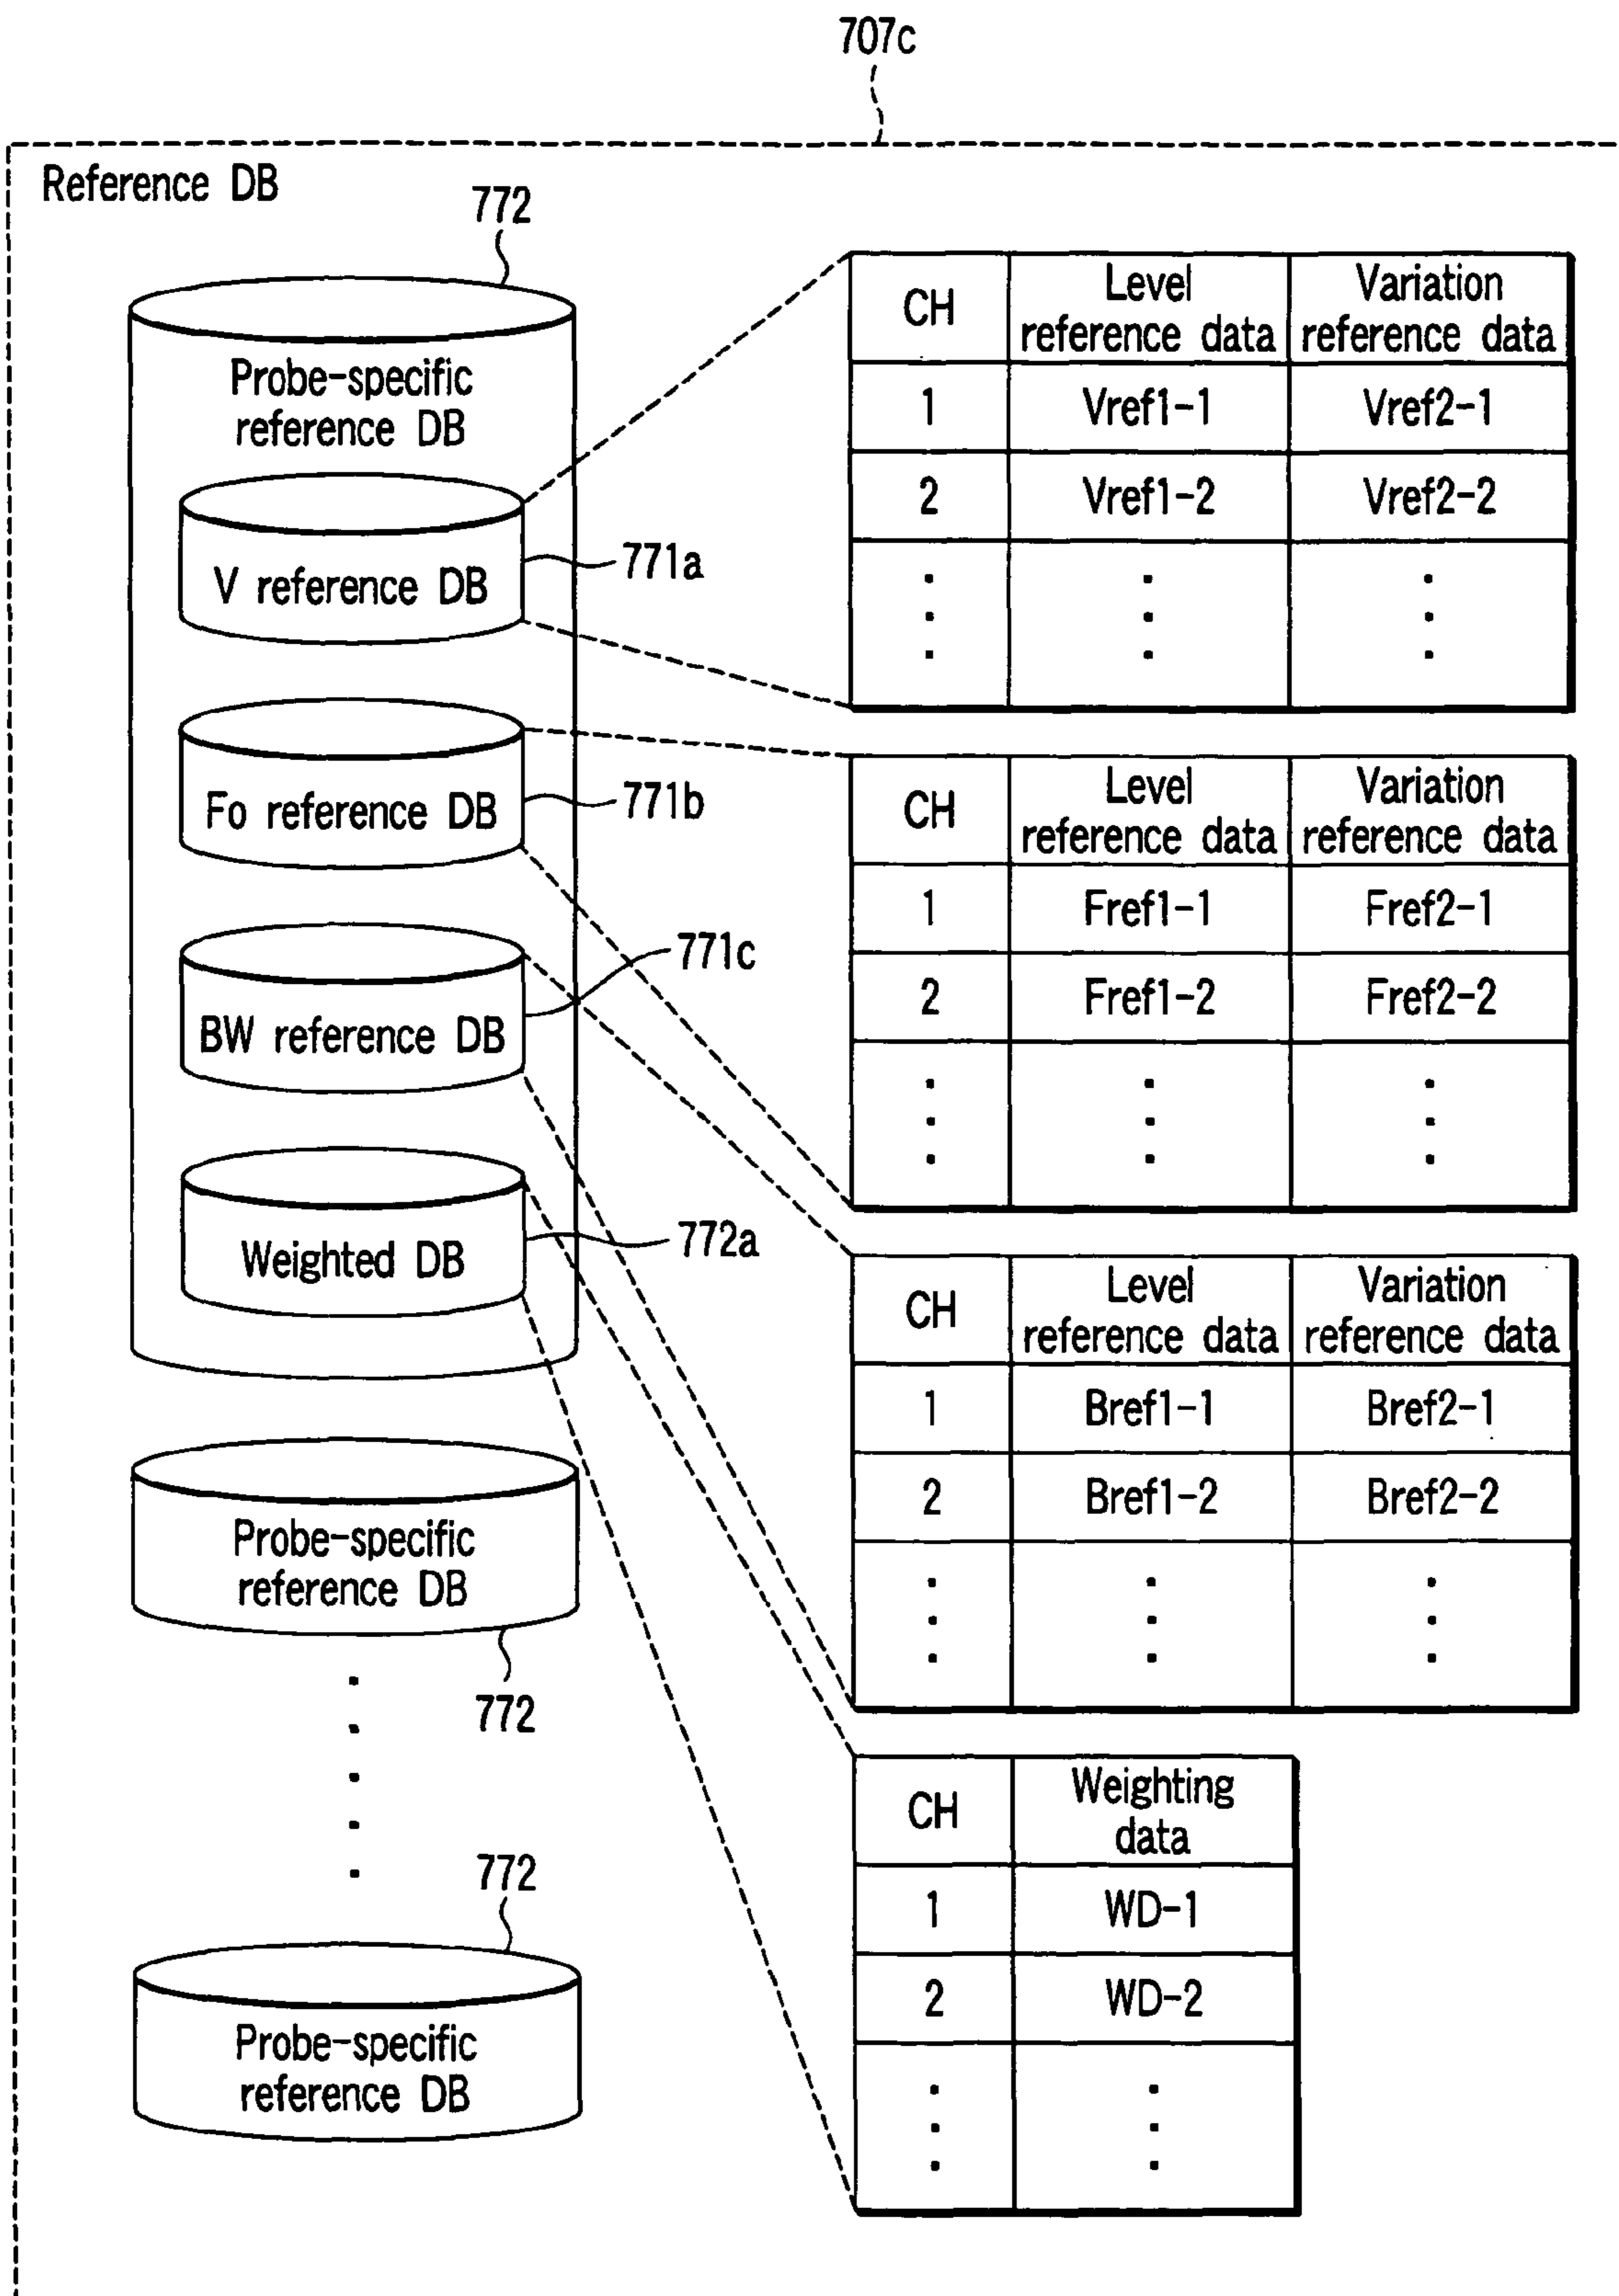 707c
Reference DB
772
Probe-specific
reference DB
V reference DB
771a
Fo reference DB
771b
BW reference DB
771c
Weighted DB
772a
Probe-specific
reference DB
772
772
Probe-specific
reference DB
CH
Level
reference data
Variation
reference data
1 Vref1-1 Vref2-1
2 Vref1-2 Vref2-2
CH
Level
reference data
Variation
reference data
1 Fref1-1 Fref2-1
2 Fref1-2 Fref2-2
CH
Level
reference data
Variation
reference data
1 Bref1-1 Bref2-1
2 Bref1-2 Bref2-2
CH
Weighting
data
1 WD-1
2 WD-2